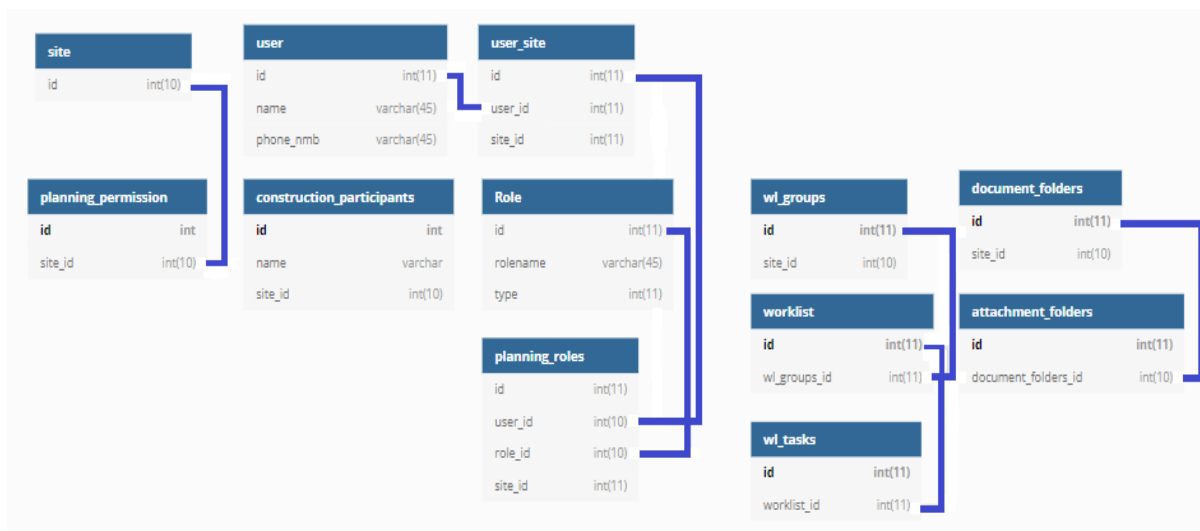 site
id int(10)
user
id int(11)
name varchar(45)
phone_nmb varchar(45)
user_site
id int(11)
user_id int(11)
site_id int(11)
planning_permission
id int
site_id int(10)
construction_participants
id int
name varchar
site_id int(10)
Role
id int(11)
rolename varchar(45)
type int(11)
planning_roles
id int(11)
user_id int(10)
role_id int(10)
site_id int(11)
wl_groups
id int(11)
site_id int(10)
document_folders
id int(11)
site_id int(10)
worklist
id int(11)
wl_groups_id int(11)
attachment_folders
id int(11)
document_folders_id int(10)
wl_tasks
id int(11)
worklist_id int(11)